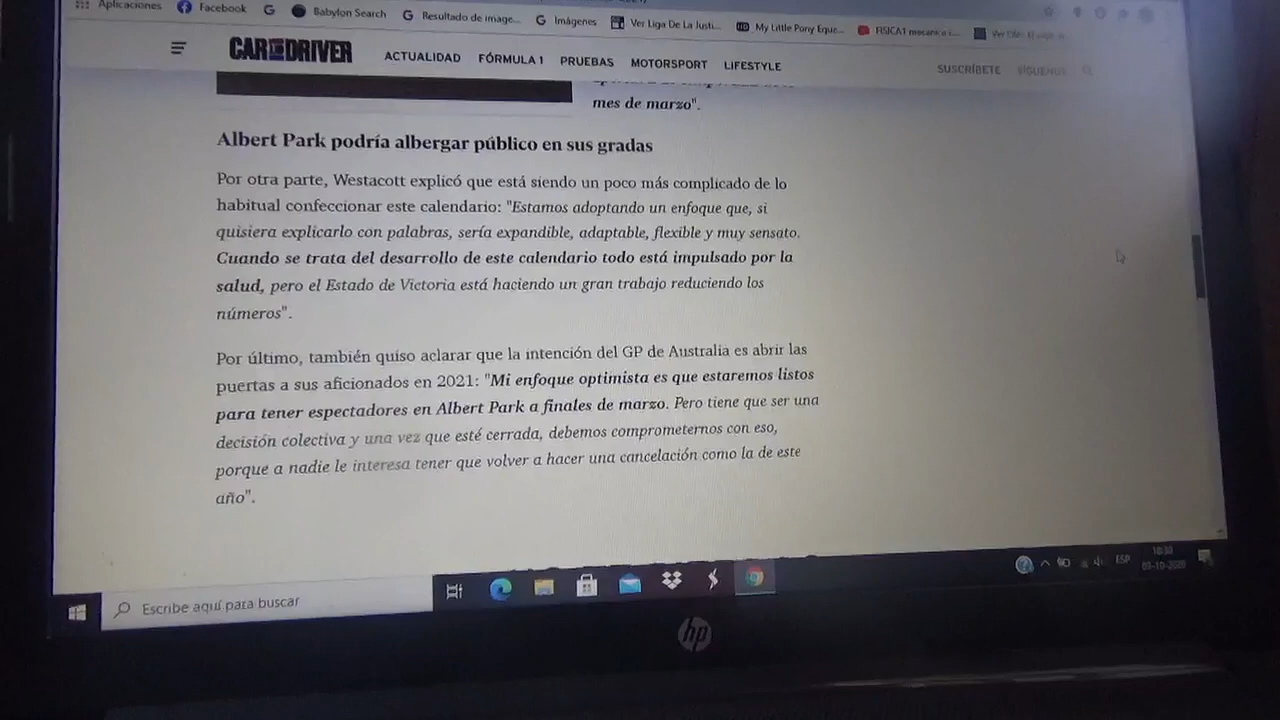 Aplicaciones Facebook Babylon Search Resultado de image... Imágenes Ver Liga De La Justi... My Little Pony Eque... FISICA1 mecanica
CAR DRIVER ACTUALIDAD FÓRMULA 1 PRUEBAS MOTORSPORT LIFESTYLE SUSCRÍBETE SÍGUENOS
mes de marzo".
Albert Park podría albergar público en sus gradas
Por otra parte, Westacott explicó que está siendo un poco más complicado de lo
habitual confeccionar este calendario: "Estamos adoptando un enfoque que, si
quisiera explicarlo con palabras, sería expandible, adaptable, flexible y muy sensato.
Cuando se trata del desarrollo de este calendario todo está impulsado por la
salud, pero el Estado de Victoria está haciendo un gran trabajo reduciendo los
números".
Por último, también quiso aclarar que la intención del GP de Australia es abrir las
puertas a sus aficionados en 2021: "Mi enfoque optimista es que estaremos listos
para tener espectadores en Albert Park a finales de marzo. Pero tiene que ser una
decisión colectiva y una vez que esté cerrada, debemos comprometernos con eso,
porque a nadie le interesa tener que volver a hacer una cancelación como la de este
año".
Escribe aquí para buscar
ESP
03-10-2020
hp